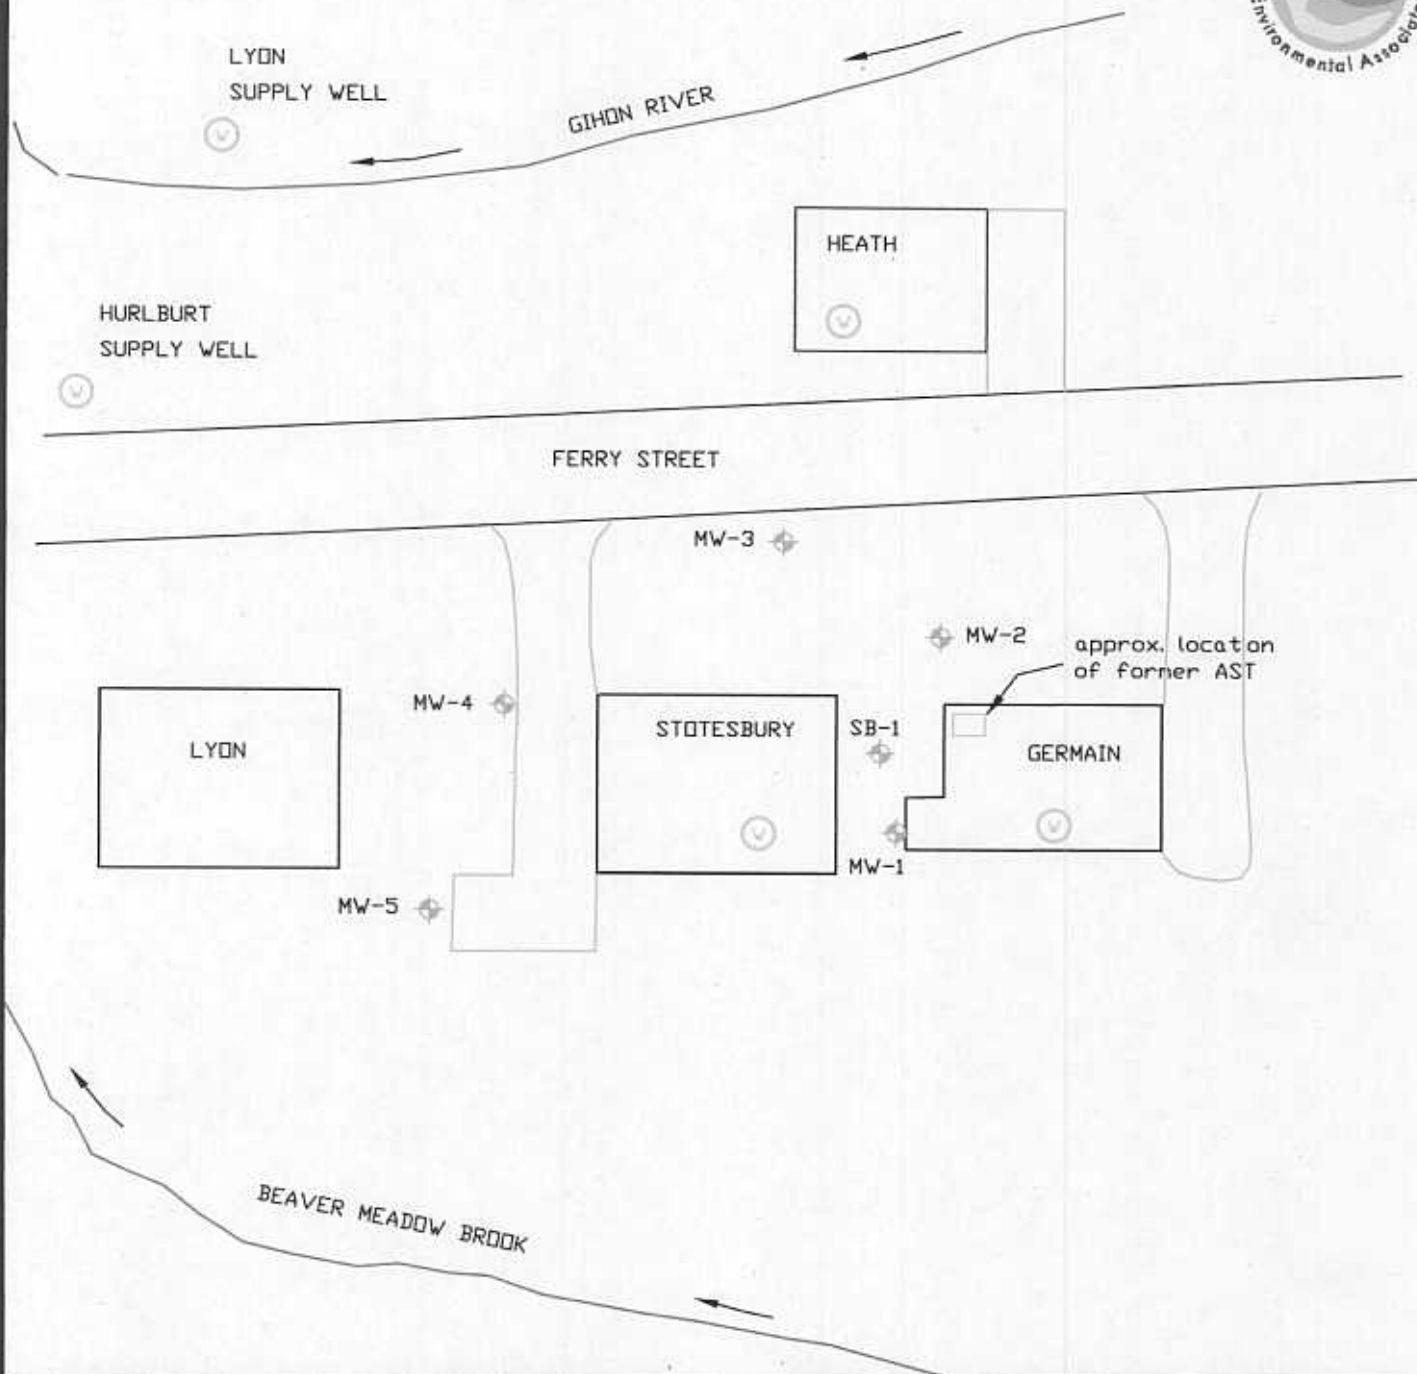 Environmental
LYON
SUPPLY WELL
GIHON RIVER
HEATH
HURLBURT
SUPPLY WELL
FERRY STREET
MW-3
MW-2
approx. location
of former AST
MW-4
STOTESBURY
SB-1
LYON
GERMAIN
MW-1
MW-5
BEAVER MEADOW BROOK